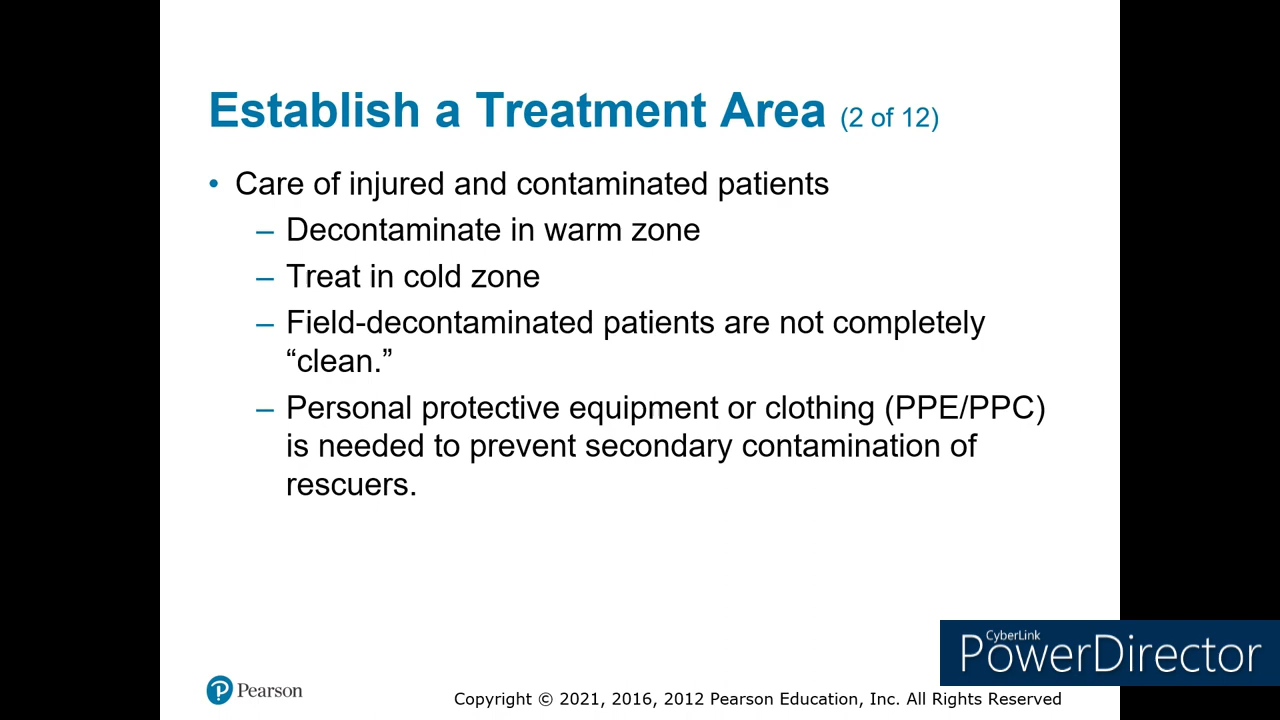 Establish a Treatment Area (2 of 12)
• Care of injured and contaminated patients
– Decontaminate in warm zone
– Treat in cold zone
– Field-decontaminated patients are not completely
“clean.”
– Personal protective equipment or clothing (PPE/PPC)
is needed to prevent secondary contamination of
rescuers.
CyberLink
PowerDirector
Pearson
Copyright © 2021, 2016, 2012 Pearson Education, Inc. All Rights Reserved